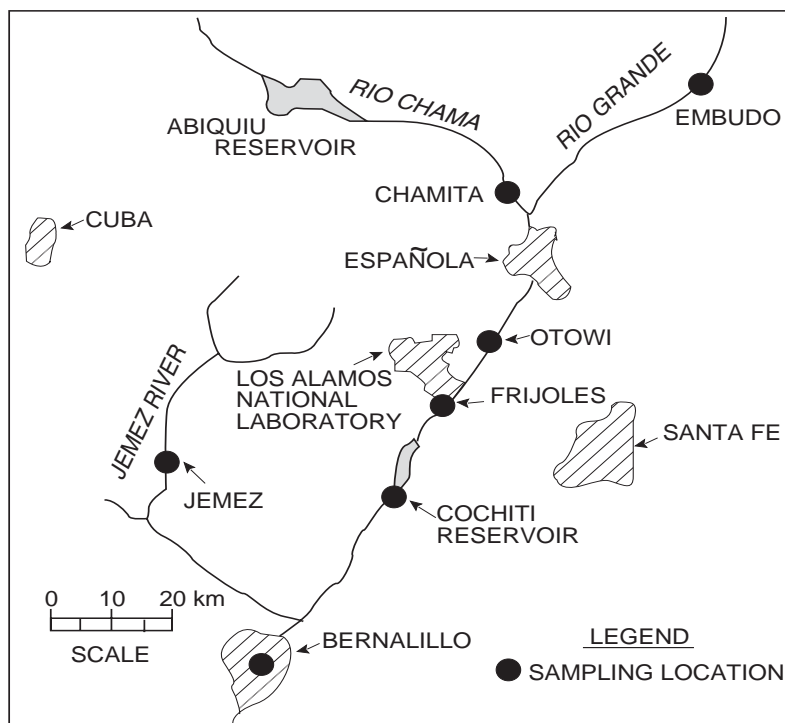 RIO CHAMA
RIO GRANDE
EMBUDO
ABIQUIU
RESERVOIR
CHAMITA
CUBA
ESPAÑOLA
OTOWI
LOS ALAMOS
NATIONAL
LABORATORY
FRIJOLES
SANTA FE
JEMEZ RIVER
JEMEZ
COCHITI
RESERVOIR
0 10 20 km
SCALE
BERNALILLO
LEGEND
SAMPLING LOCATION